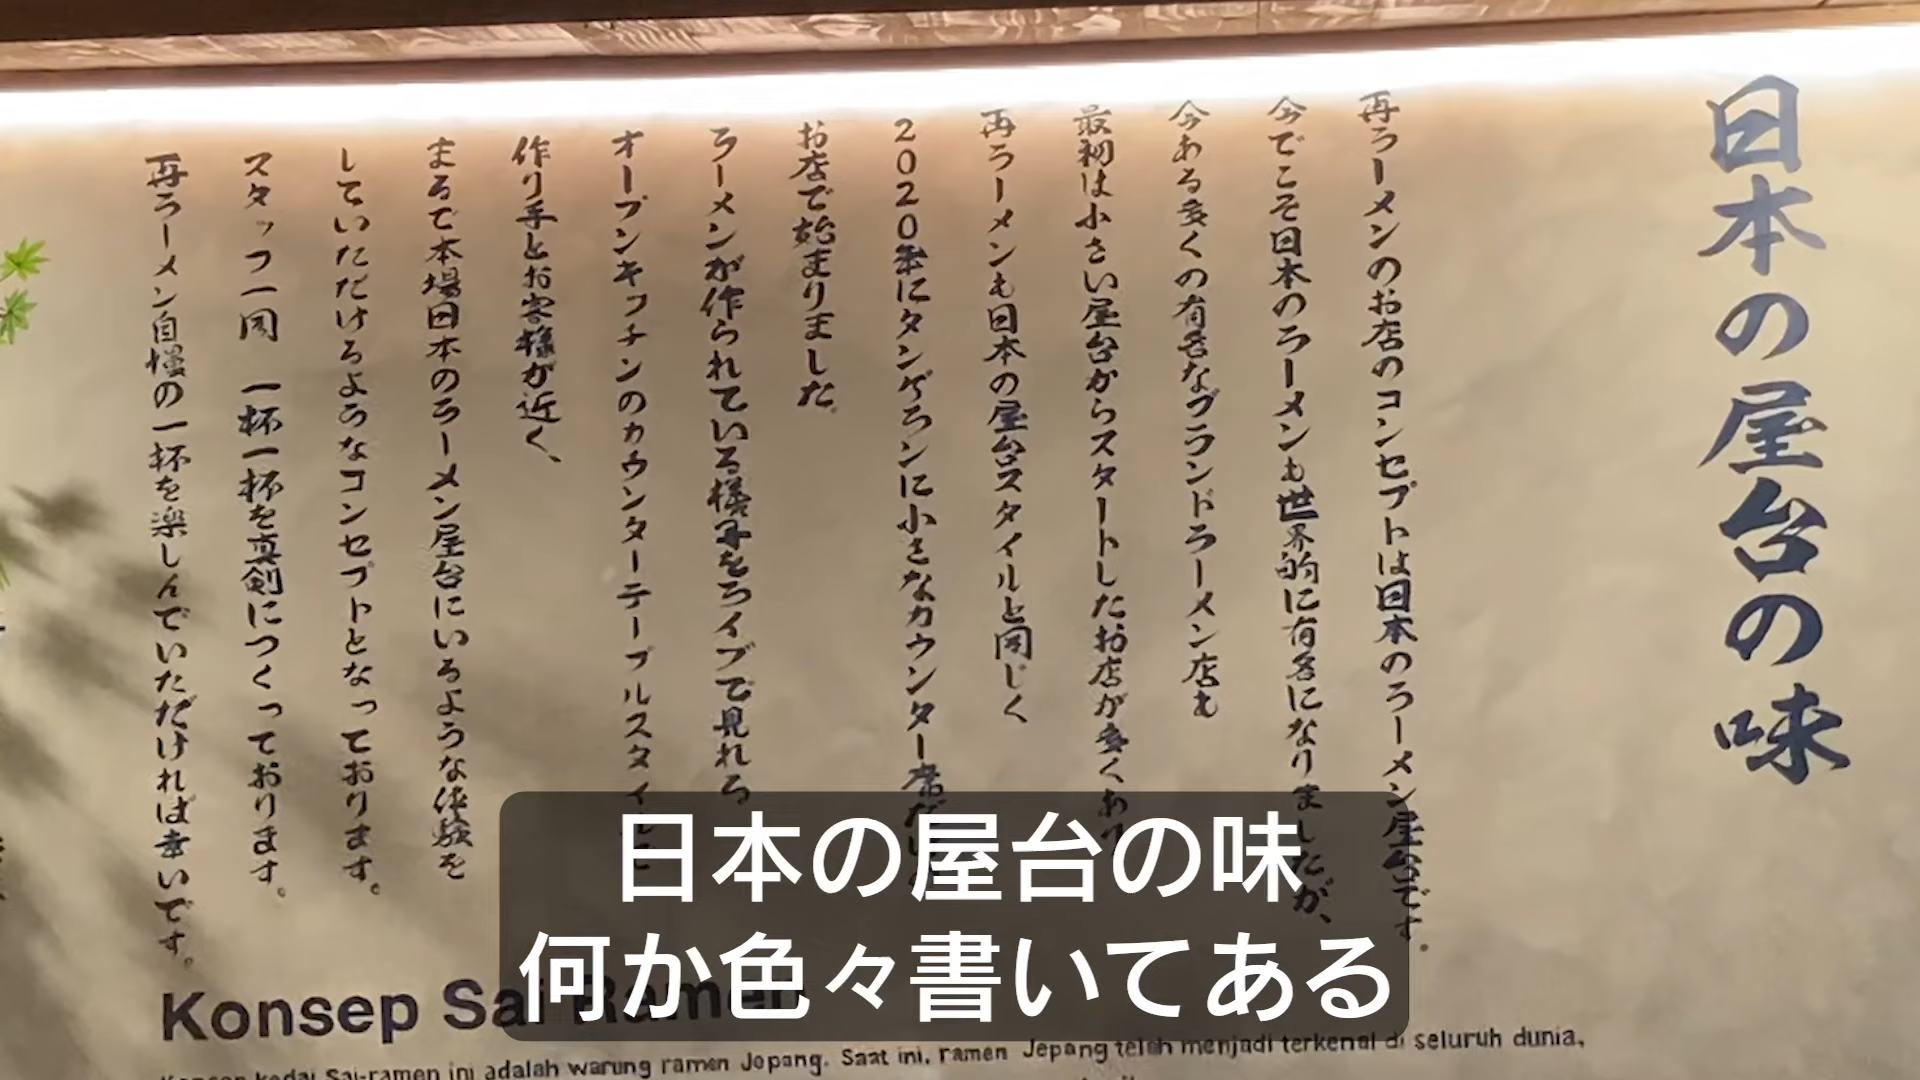 日本の屋台の味
再ラーメンのお店のコンセプトは日本のラーメン屋台です。
今でこそ日本のラーメンも世界的に有名になりましたが、
今ある多くの有名なブランドラーメン店も
最初は小さい屋台からスタートしたお店が多くあり
再ラーメンも日本の屋台スタイルと同じく
2020年にタンゲランに小さなカウンター席だけの
お店で始まりました。
ラーメンが作られている様子をライブで見れる
オープンキッチンのカウンターテーブルスタイルで
作り手とお客様が近く、
まるで本場日本のラーメン屋台にいるような体験を
していただけるようなコンセプトとなっております。
スタッフ一同 一杯一杯を真剣につくっております。
再ラーメン自慢の一杯を楽しんでいただければ幸いです。
Konsep Sai Ramen
Konsep kedai Sai-ramen ini adalah warung ramen Jepang. Saat ini, ramen Jepang telah menjadi terkenal di seluruh dunia,
日本の屋台の味
何か色々書いてある